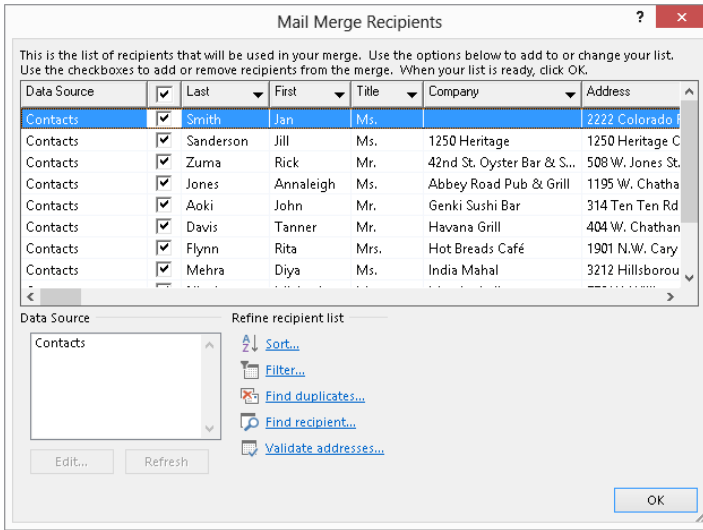 Mail Merge Recipients
This is the list of recipients that will be used in your merge. Use the options below to add to or change your list.
Use the checkboxes to add or remove recipients from the merge. When your list is ready, click OK.
Data Source Last First Title Company Address
Contacts Smith Jan Ms. 2222 Colorado
Contacts Sanderson Jill Ms. 1250 Heritage 1250 Heritage C
Contacts Zuma Rick Mr. 42nd St. Oyster Bar & S... 508 W. Jones St.
Contacts Jones Annaleigh Ms. Abbey Road Pub & Grill 1195 W. Chatha
Contacts Aoki John Mr. Genki Sushi Bar 314 Ten Ten Rd
Contacts Davis Tanner Mr. Havana Grill 404 W. Chathan
Contacts Flynn Rita Mrs. Hot Breads Café 1901 N.W. Cary
Contacts Mehra Diya Ms. India Mahal 3212 Hillsborou
Data Source Refine recipient list
Contacts
Sort...
Filter...
Find duplicates...
Find recipient...
Validate addresses...
Edit... Refresh
OK